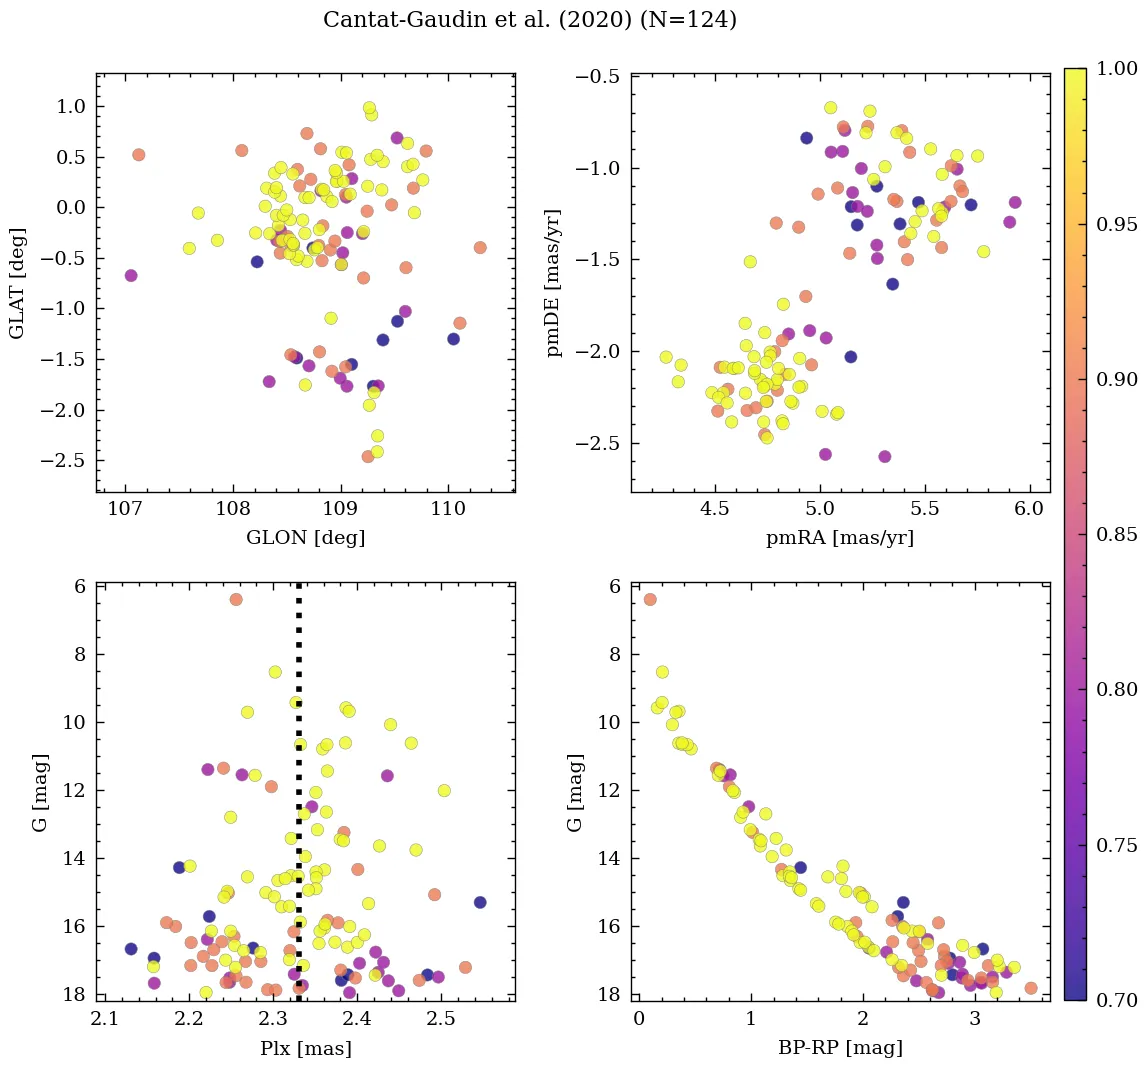 Cantat-Gaudin et al. (2020) (N=124)
1.0
0.5
0.0
−0.5
−1.0
−1.5
−2.0
−2.5
GLAT [deg]
107 108 109 110
GLON [deg]
−0.5
−1.0
−1.5
−2.0
−2.5
pmDE [mas/yr]
4.5 5.0 5.5 6.0
pmRA [mas/yr]
6
8
10
12
14
16
18
G [mag]
2.1 2.2 2.3 2.4 2.5
Plx [mas]
6
8
10
12
14
16
18
G [mag]
0 1 2 3
BP-RP [mag]
1.00
0.95
0.90
0.85
0.80
0.75
0.70